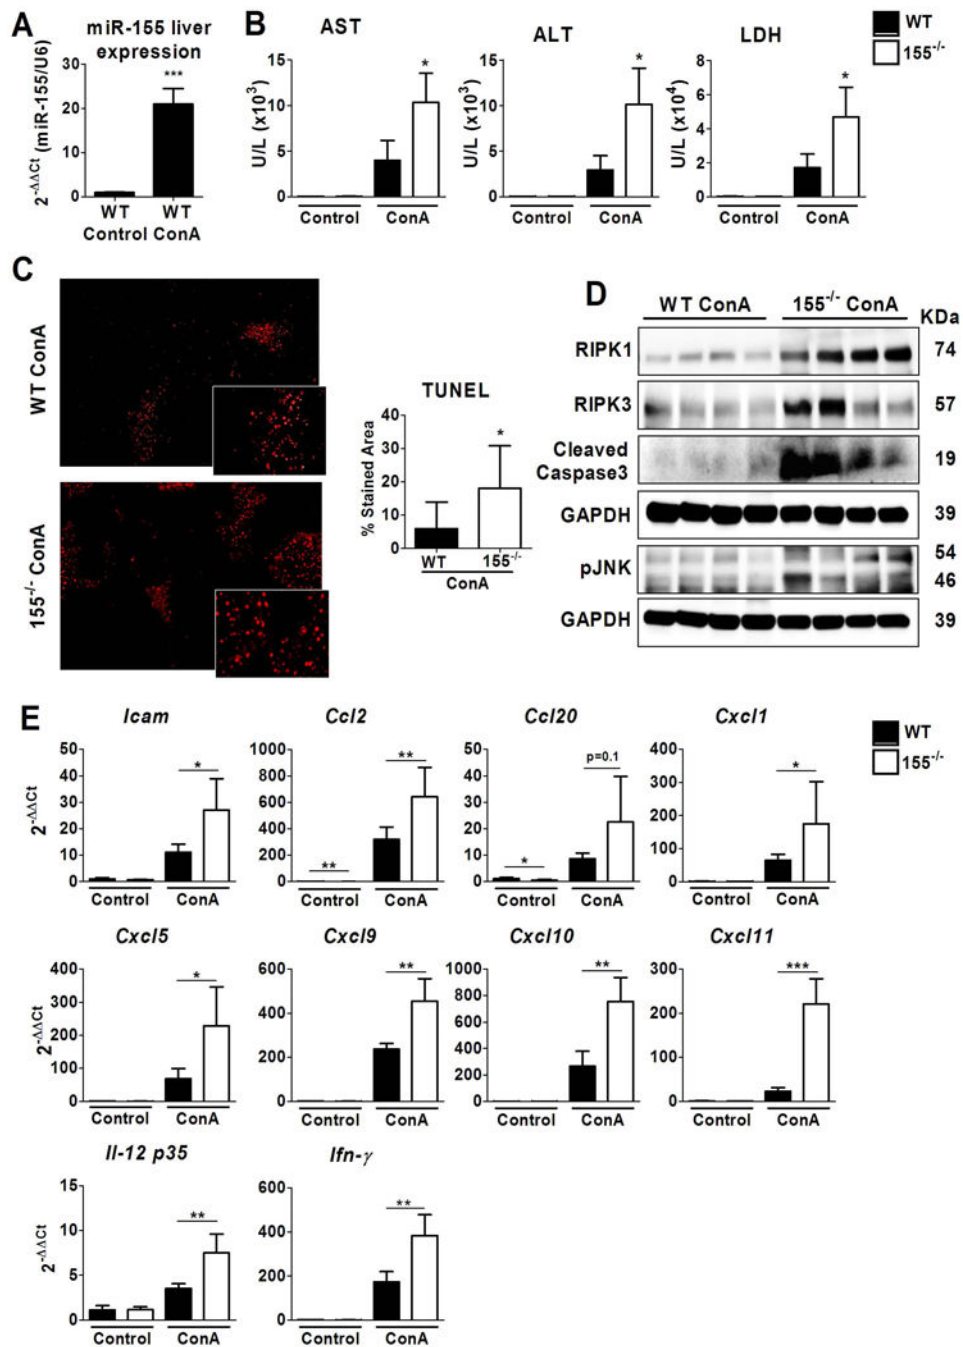 A
miR-155 liver
expression
2^-ΔΔCt (miR-155/U6)
30
20
10
0
***
WT
Control
WT
ConA
B
AST
U/L (x10³)
15
10
5
0
*
Control
ConA
ALT
U/L (x10³)
15
10
5
0
*
Control
ConA
LDH
U/L (x10⁴)
8
6
4
2
0
*
Control
ConA
WT
155⁻/⁻
C
WT ConA
155⁻/⁻ ConA
TUNEL
% Stained Area
40
30
20
10
0
*
WT
155⁻/⁻
ConA
D
WT ConA
155⁻/⁻ ConA
KDa
RIPK1
74
RIPK3
57
Cleaved
Caspase3
19
GAPDH
39
pJNK
54
46
GAPDH
39
E
WT
155⁻/⁻
Icam
2^-ΔΔCt
50
40
30
20
10
0
*
Control
ConA
Ccl2
1000
800
600
400
200
0
**
**
Control
ConA
Ccl20
50
40
30
20
10
0
*
p=0.1
Control
ConA
Cxcl1
400
300
200
100
0
*
Control
ConA
Cxcl5
2^-ΔΔCt
400
300
200
100
0
*
Control
ConA
Cxcl9
600
400
200
0
**
Control
ConA
Cxcl10
1000
800
600
400
200
0
**
Control
ConA
Cxcl11
300
200
100
0
***
Control
ConA
Il-12 p35
2^-ΔΔCt
15
10
5
0
**
Control
ConA
Ifn-γ
600
400
200
0
**
Control
ConA